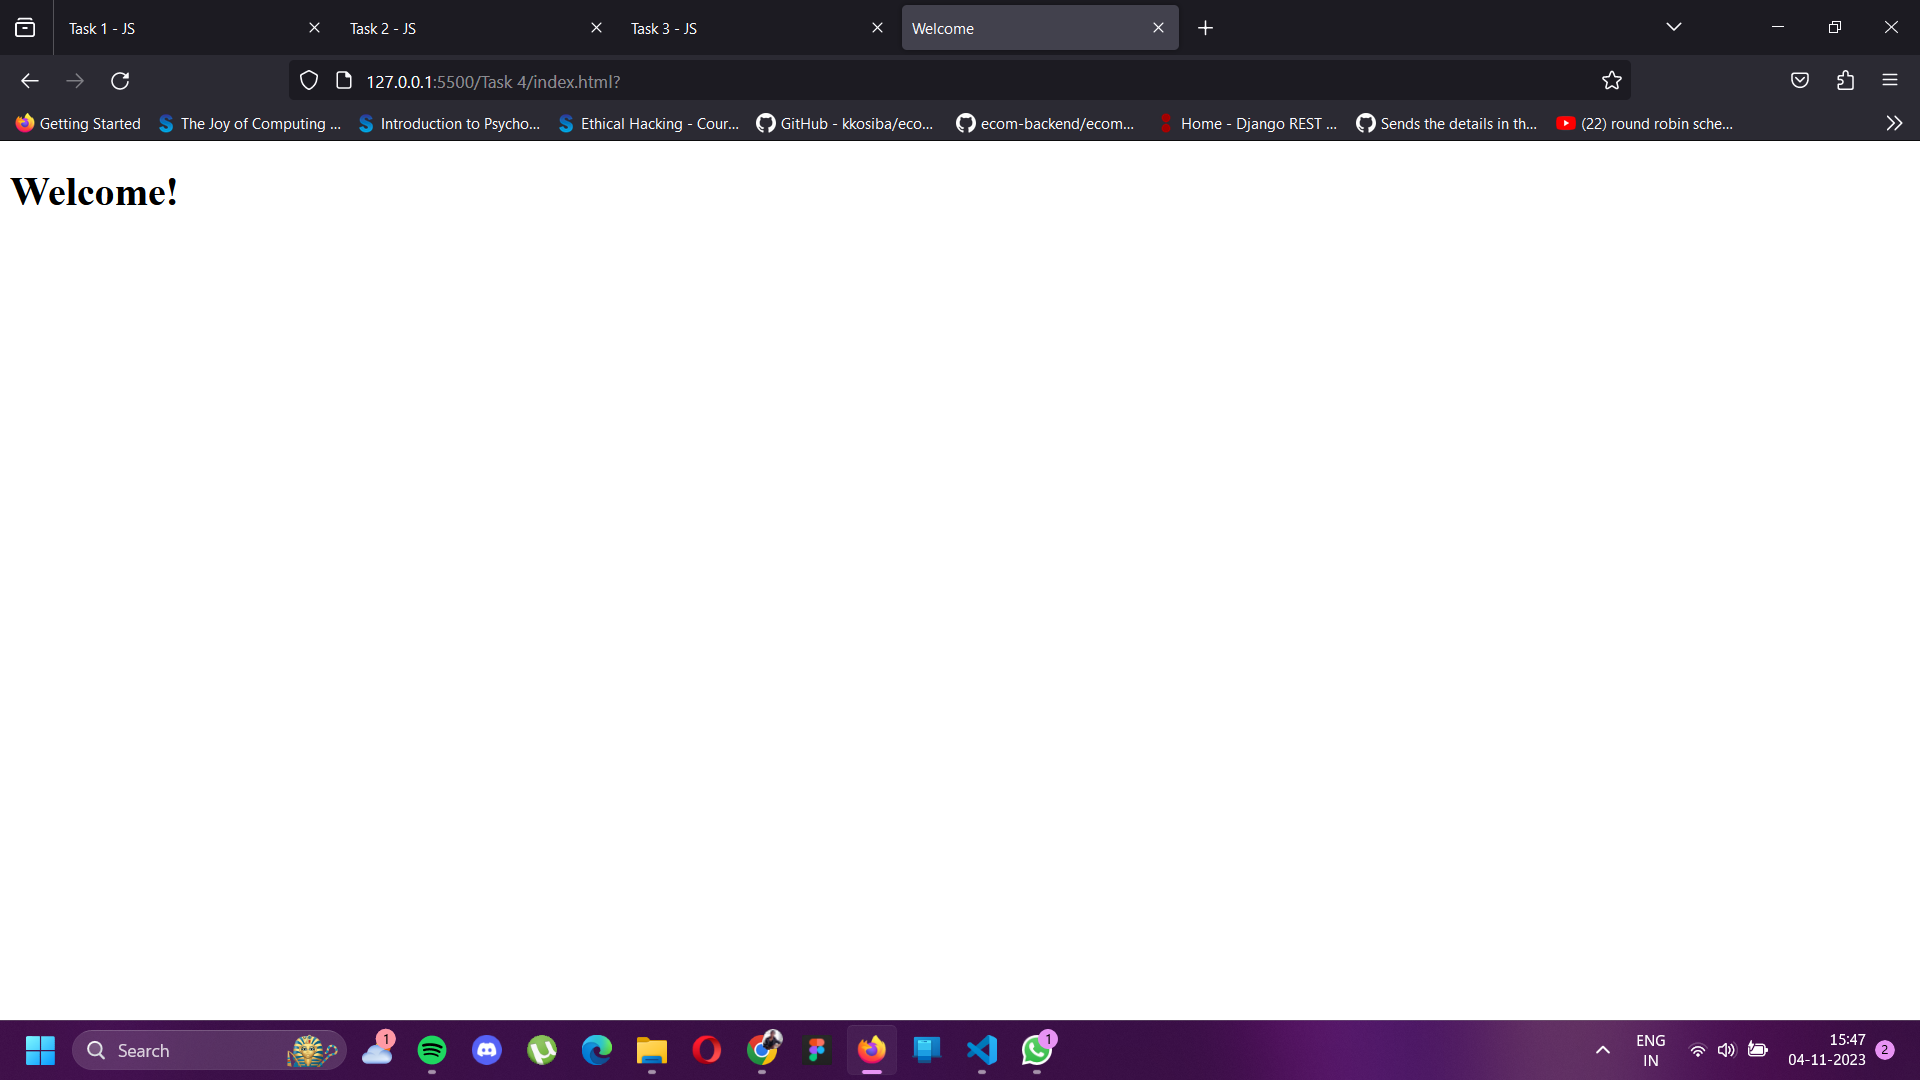 Task 1 - JS
Task 2 - JS
Task 3 - JS
Welcome
127.0.0.1:5500/Task 4/index.html?
Getting Started
The Joy of Computing ...
Introduction to Psycho...
Ethical Hacking - Cour...
GitHub - kkosiba/eco...
ecom-backend/ecom...
Home - Django REST ...
Sends the details in th...
(22) round robin sche...
Welcome!
Search
1
1
ENG
IN
15:47
04-11-2023
2